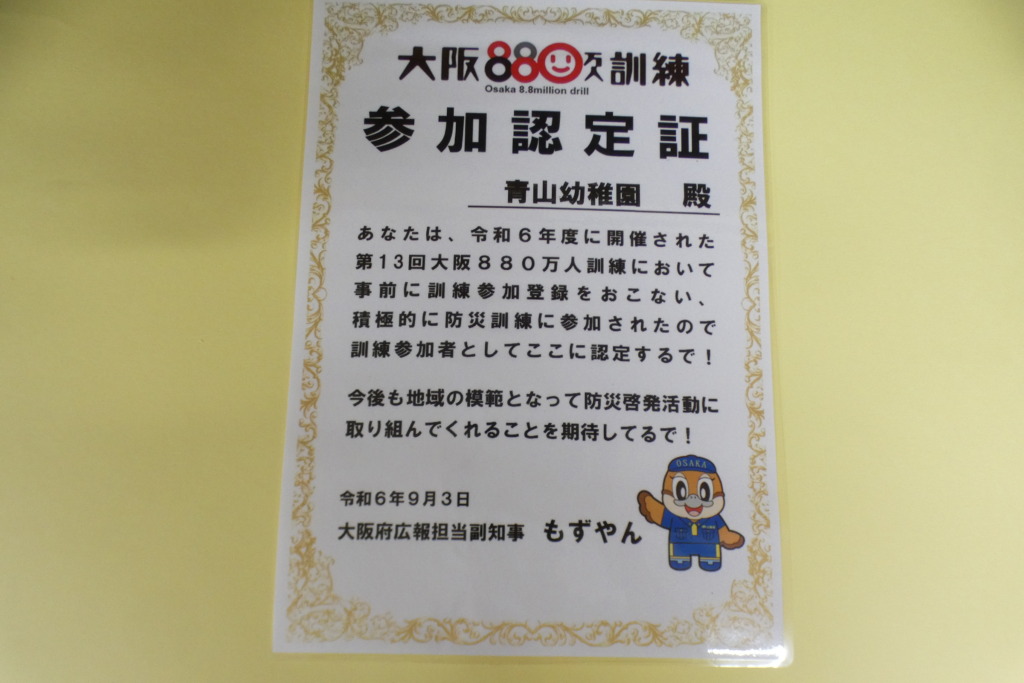 大阪880万人訓練
Osaka 8.8million drill
参加認定証
青山幼稚園 殿
あなたは、令和6年度に開催された
第13回大阪880万人訓練において
事前に訓練参加登録をおこない、
積極的に防災訓練に参加されたので
訓練参加者としてここに認定するで！
今後も地域の模範となって防災啓発活動に
取り組んでくれることを期待してるで！
OSAKA
令和6年9月3日
大阪府広報担当副知事 もずやん